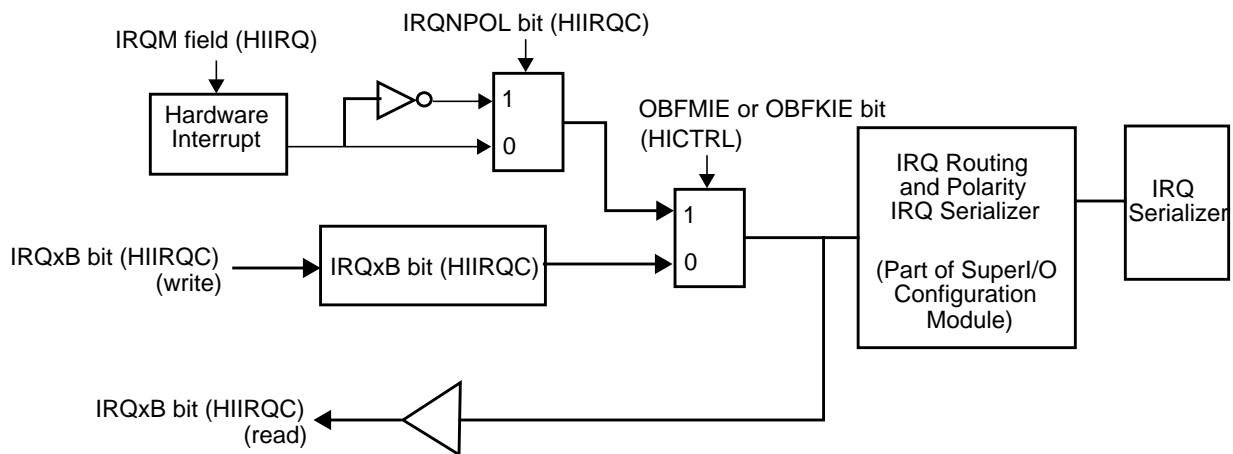 IRQNPOL bit (HIIRQC)
IRQM field (HIIRQ)
Hardware
Interrupt
1
0
OBFMIE or OBFKIE bit
(HICTRL)
1
0
IRQ Routing
and Polarity
IRQ Serializer
(Part of SuperI/O
Configuration
Module)
IRQ
Serializer
IRQxB bit (HIIRQC)
(write)
IRQxB bit (HIIRQC)
IRQxB bit (HIIRQC)
(read)